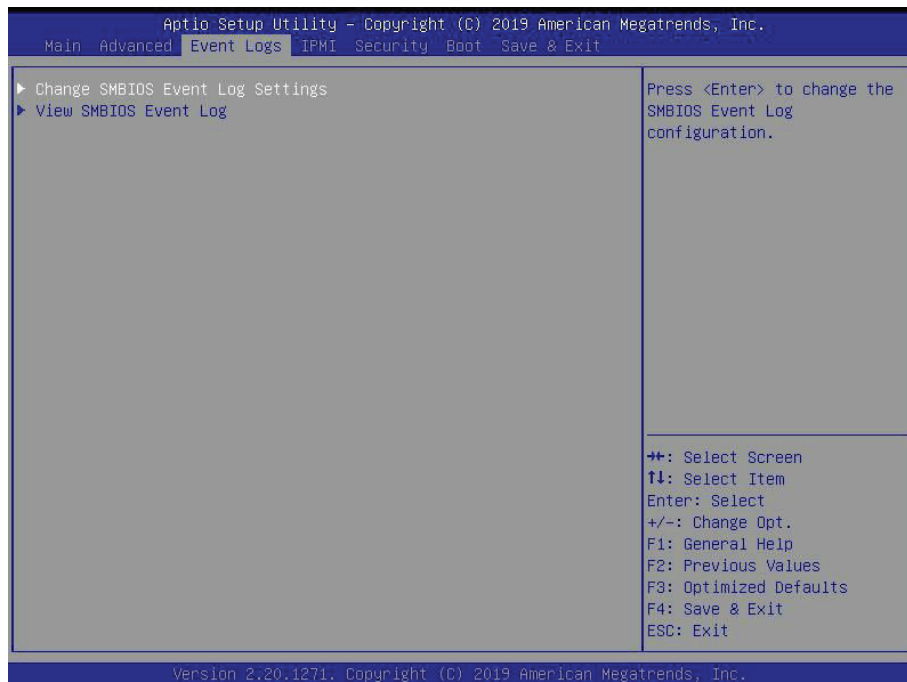 Aptio Setup Utility – Copyright (C) 2019 American Megatrends, Inc.
Main Advanced Event Logs IPMI Security Boot Save & Exit
▶ Change SMBIOS Event Log Settings
▶ View SMBIOS Event Log
Press <Enter> to change the
SMBIOS Event Log
configuration.
→←: Select Screen
↑↓: Select Item
Enter: Select
+/-: Change Opt.
F1: General Help
F2: Previous Values
F3: Optimized Defaults
F4: Save & Exit
ESC: Exit
Version 2.20.1271. Copyright (C) 2019 American Megatrends, Inc.